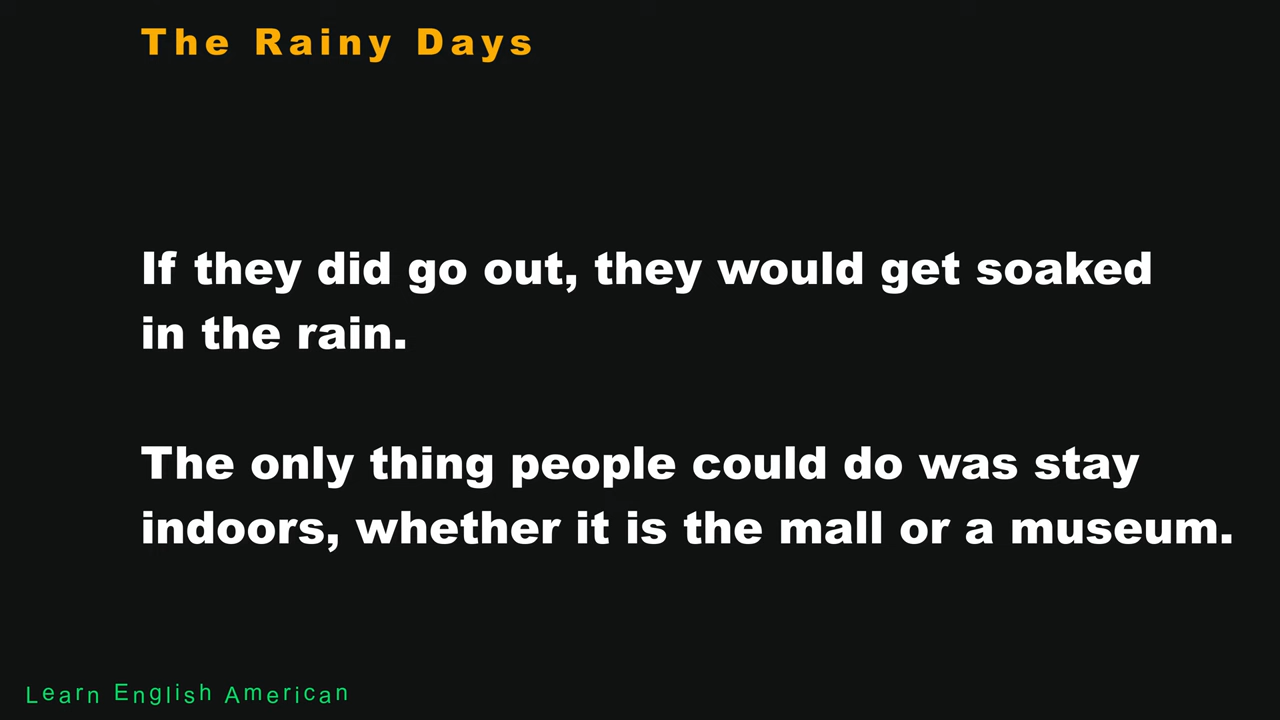 The Rainy Days
If they did go out, they would get soaked
in the rain.
The only thing people could do was stay
indoors, whether it is the mall or a museum.
Learn English American